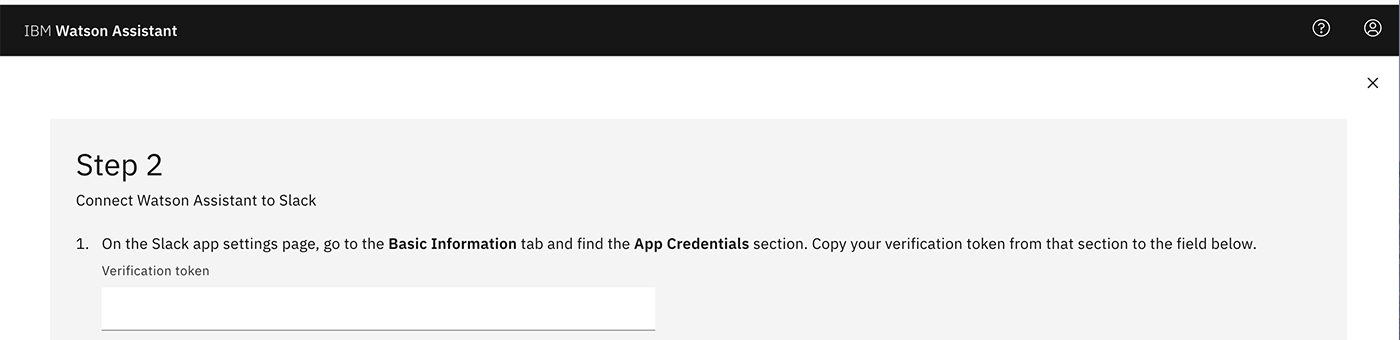 IBM Watson Assistant
Step 2
Connect Watson Assistant to Slack
1. On the Slack app settings page, go to the Basic Information tab and find the App Credentials section. Copy your verification token from that section to the field below.
Verification token